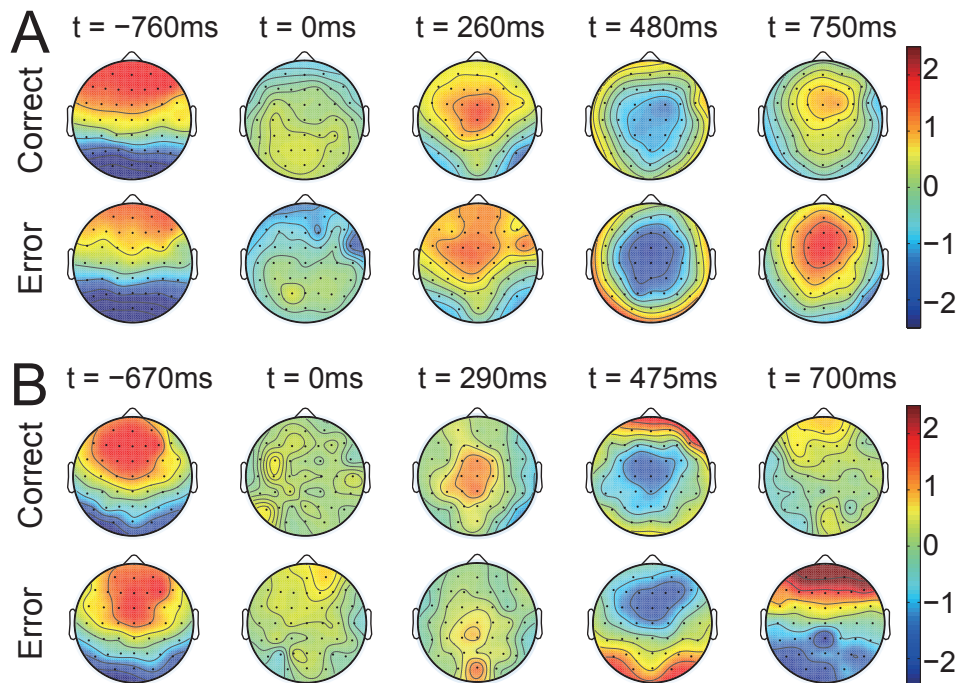 A
t = −760ms t = 0ms t = 260ms t = 480ms t = 750ms
Correct
Error
2
1
0
−1
−2
B
t = −670ms t = 0ms t = 290ms t = 475ms t = 700ms
Correct
Error
2
1
0
−1
−2